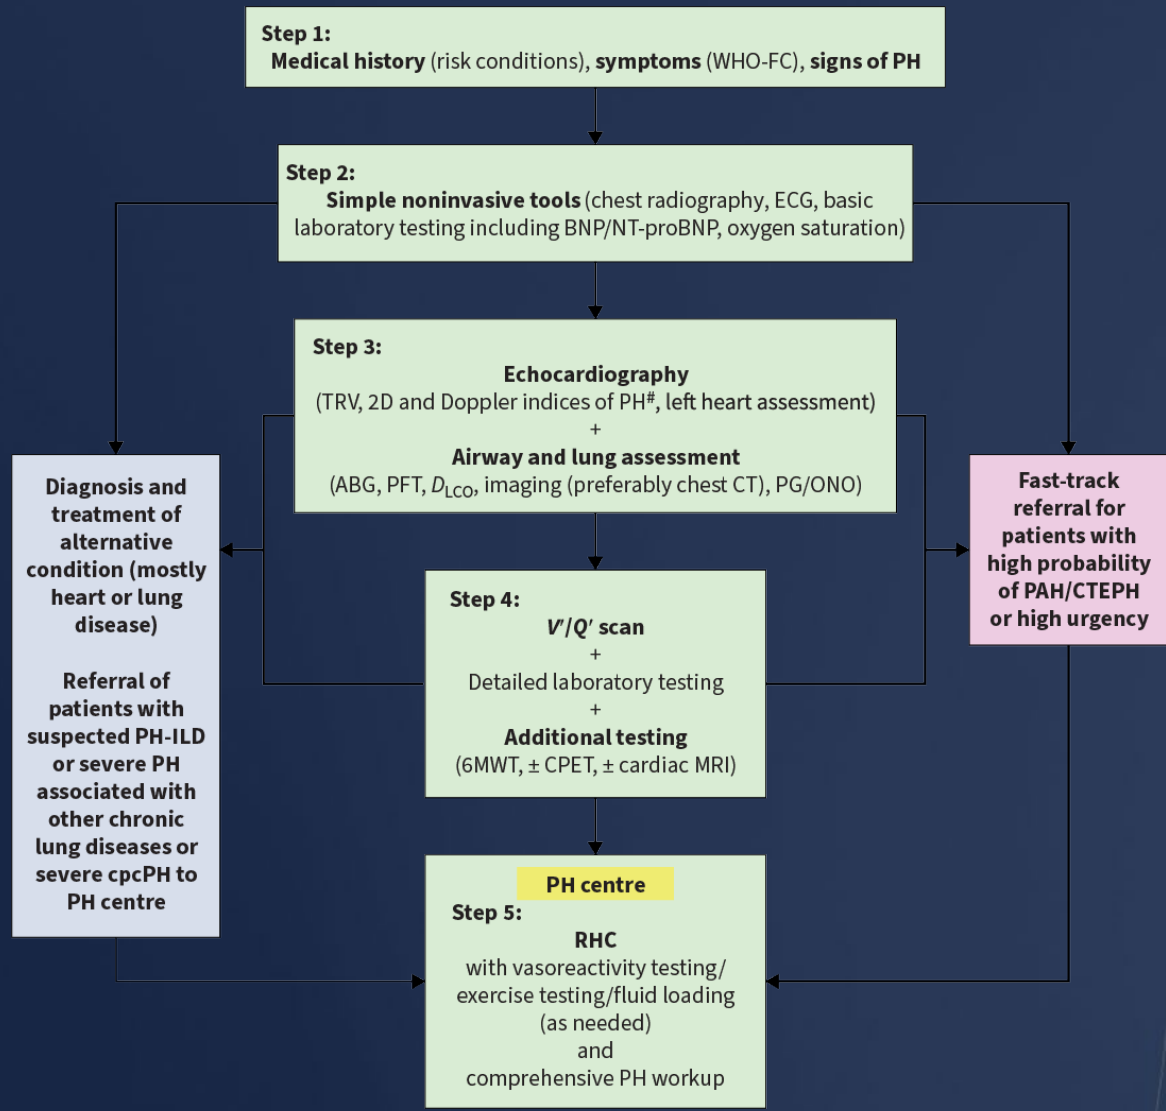 Step 1:
Medical history (risk conditions), symptoms (WHO-FC), signs of PH
Step 2:
Simple noninvasive tools (chest radiography, ECG, basic
laboratory testing including BNP/NT-proBNP, oxygen saturation)
Step 3:
Echocardiography
(TRV, 2D and Doppler indices of PH#, left heart assessment)
+
Airway and lung assessment
(ABG, PFT, DLCO, imaging (preferably chest CT), PG/ONO)
Diagnosis and
treatment of
alternative
condition (mostly
heart or lung
disease)
Referral of
patients with
suspected PH-ILD
or severe PH
associated with
other chronic
lung diseases or
severe cpcPH to
PH centre
Fast-track
referral for
patients with
high probability
of PAH/CTEPH
or high urgency
Step 4:
V′/Q′ scan
+
Detailed laboratory testing
+
Additional testing
(6MWT, ± CPET, ± cardiac MRI)
PH centre
Step 5:
RHC
with vasoreactivity testing/
exercise testing/fluid loading
(as needed)
and
comprehensive PH workup